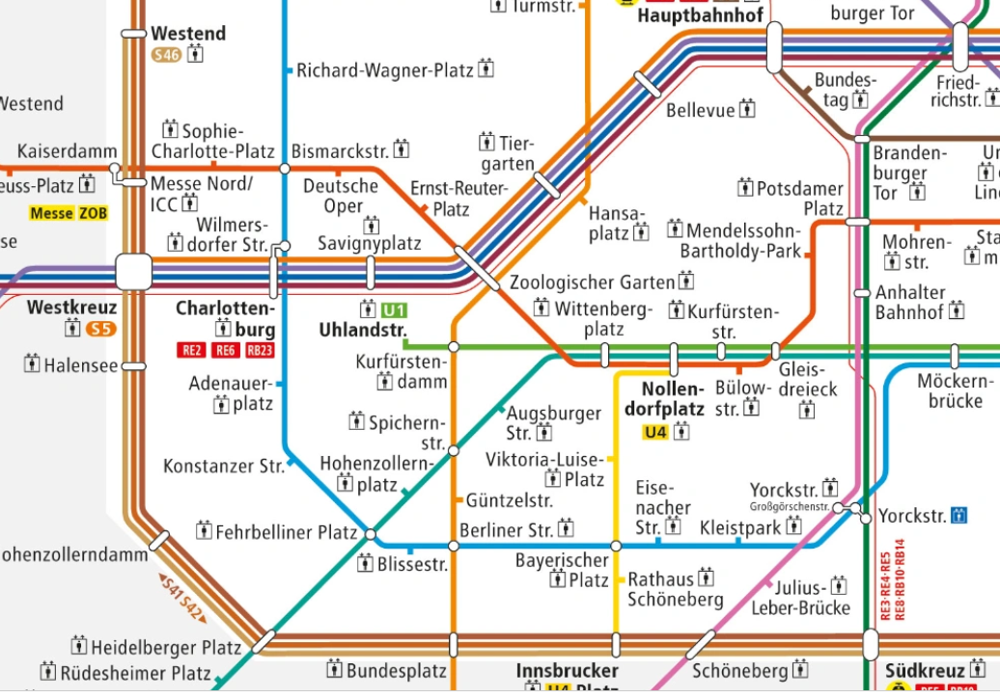 Turmstr.
Hauptbahnhof
burger Tor
Westend
S46
Richard-Wagner-Platz
Bundes-
tag
Fried-
richstr.
Westend
Bellevue
Sophie-
Charlotte-Platz
Kaiserdamm
Bismarckstr.
Tier-
garten
Branden-
burger
Tor
euss-Platz
Messe Nord/
ICC
Deutsche
Oper
Ernst-Reuter-
Platz
Potsdamer
Platz
Messe ZOB
Hansa-
platz
Wilmers-
dorfer Str.
Savignyplatz
Mendelssohn-
Bartholdy-Park
Mohren-
str.
Zoologischer Garten
Anhalter
Bahnhof
Westkreuz
S5
Charlotten-
burg
RE2 RE6 RB23
U1
Uhlandstr.
Wittenberg-
platz
Kurfürsten-
str.
Halensee
Kurfürsten-
damm
Nollen-
dorfplatz
U4
Bülow-
str.
Gleis-
dreieck
Möckern-
brücke
Adenauer-
platz
Spichern-
str.
Augsburger
Str.
Konstanzer Str.
Hohenzollern-
platz
Viktoria-Luise-
Platz
Güntzelstr.
Eise-
nacher
Str.
Kleistpark
Yorckstr.
Großgörschenstr.
Yorckstr.
Fehrbelliner Platz
Berliner Str.
ohenzollerndamm
Blissestr.
Bayerischer
Platz
Rathaus
Schöneberg
Julius-
Leber-Brücke
RE3·RE4·RE5
RE8·RB10·RB14
S41 S42
Heidelberger Platz
Rüdesheimer Platz
Bundesplatz
Innsbrucker
U4 Platz
Schöneberg
Südkreuz